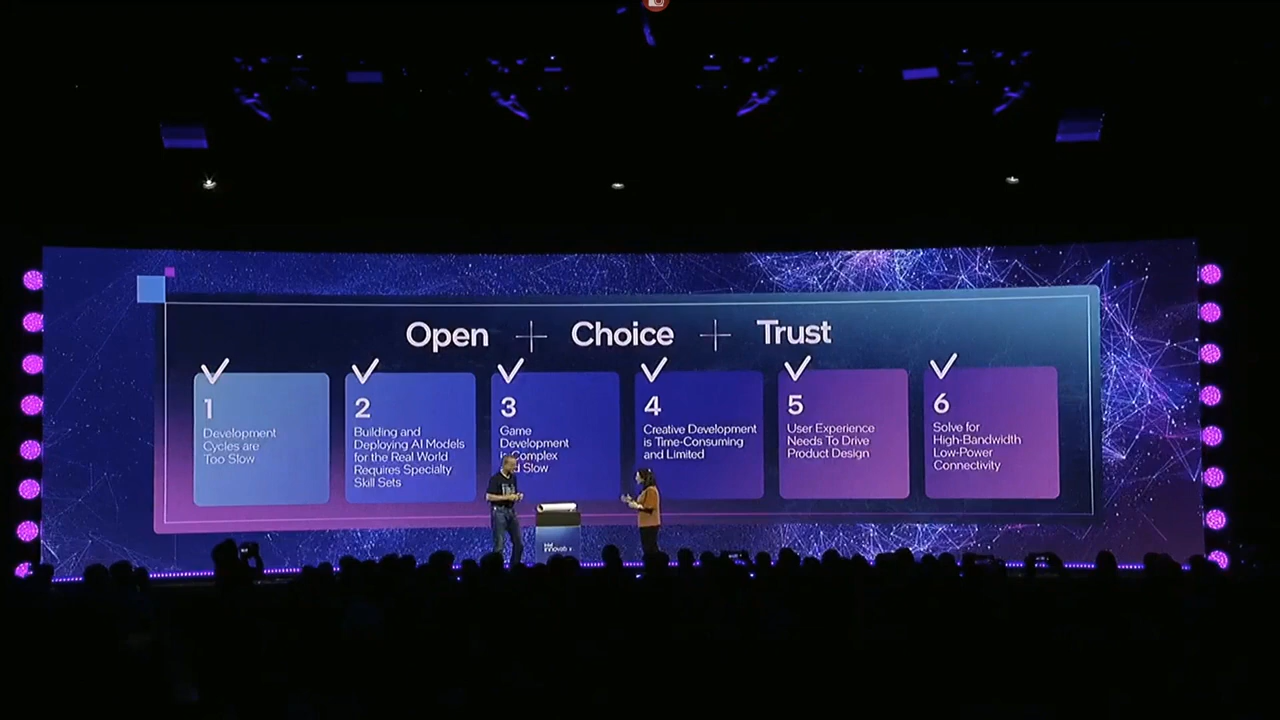 Open + Choice + Trust
1
Development
Cycles are
Too Slow
2
Building and
Deploying AI Models
for the Real World
Requires Specialty
Skill Sets
3
Game
Development
Complex
Slow
4
Creative Development
is Time-Consuming
and Limited
5
User Experience
Needs To Drive
Product Design
6
Solve for
High-Bandwidth
Low-Power
Connectivity
intel